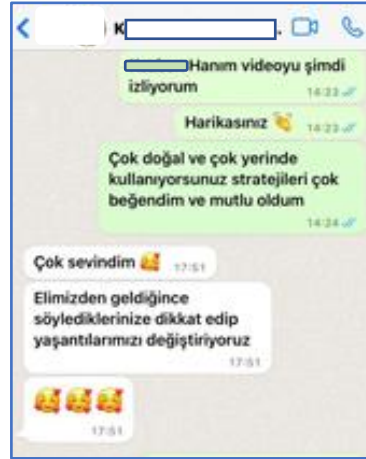 K
Hanım videoyu şimdi
izliyorum
14:23
Harikasınız 👏 14:23
Çok doğal ve çok yerinde
kullanıyorsunuz stratejileri çok
beğendim ve mutlu oldum
14:24
Çok sevindim 🥰 17:51
Elimizden geldiğince
söylediklerinize dikkat edip
yaşantılarımızı değiştiriyoruz
17:51
🥰🥰🥰
17:51